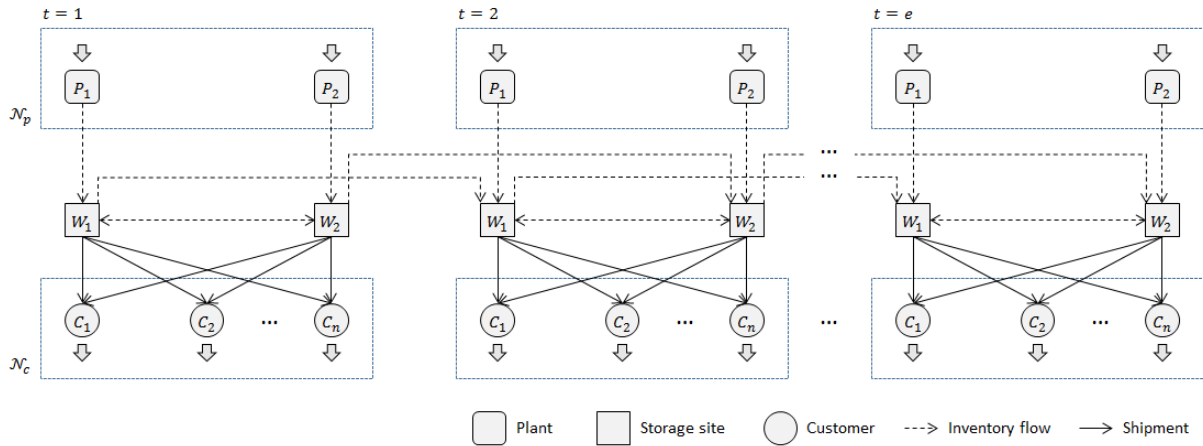 t = 1 t = 2 t = e
P₁ P₂ P₁ P₂ P₁ P₂
𝒩ₚ
...
...
W₁ W₂ W₁ W₂ W₁ W₂
C₁ C₂ ... Cₙ C₁ C₂ ... Cₙ ... C₁ C₂ ... Cₙ
𝒩_c
Plant Storage site Customer Inventory flow Shipment